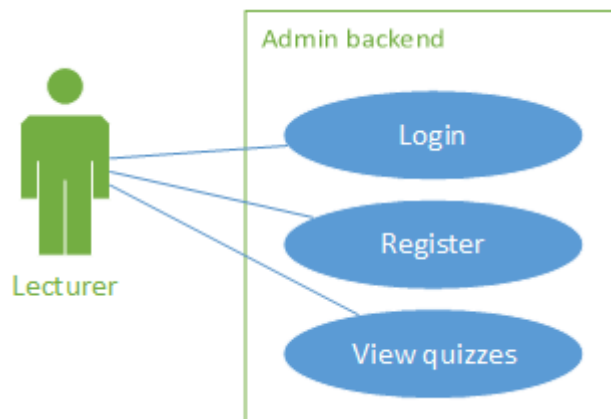 Admin backend
Login
Register
Lecturer
View quizzes